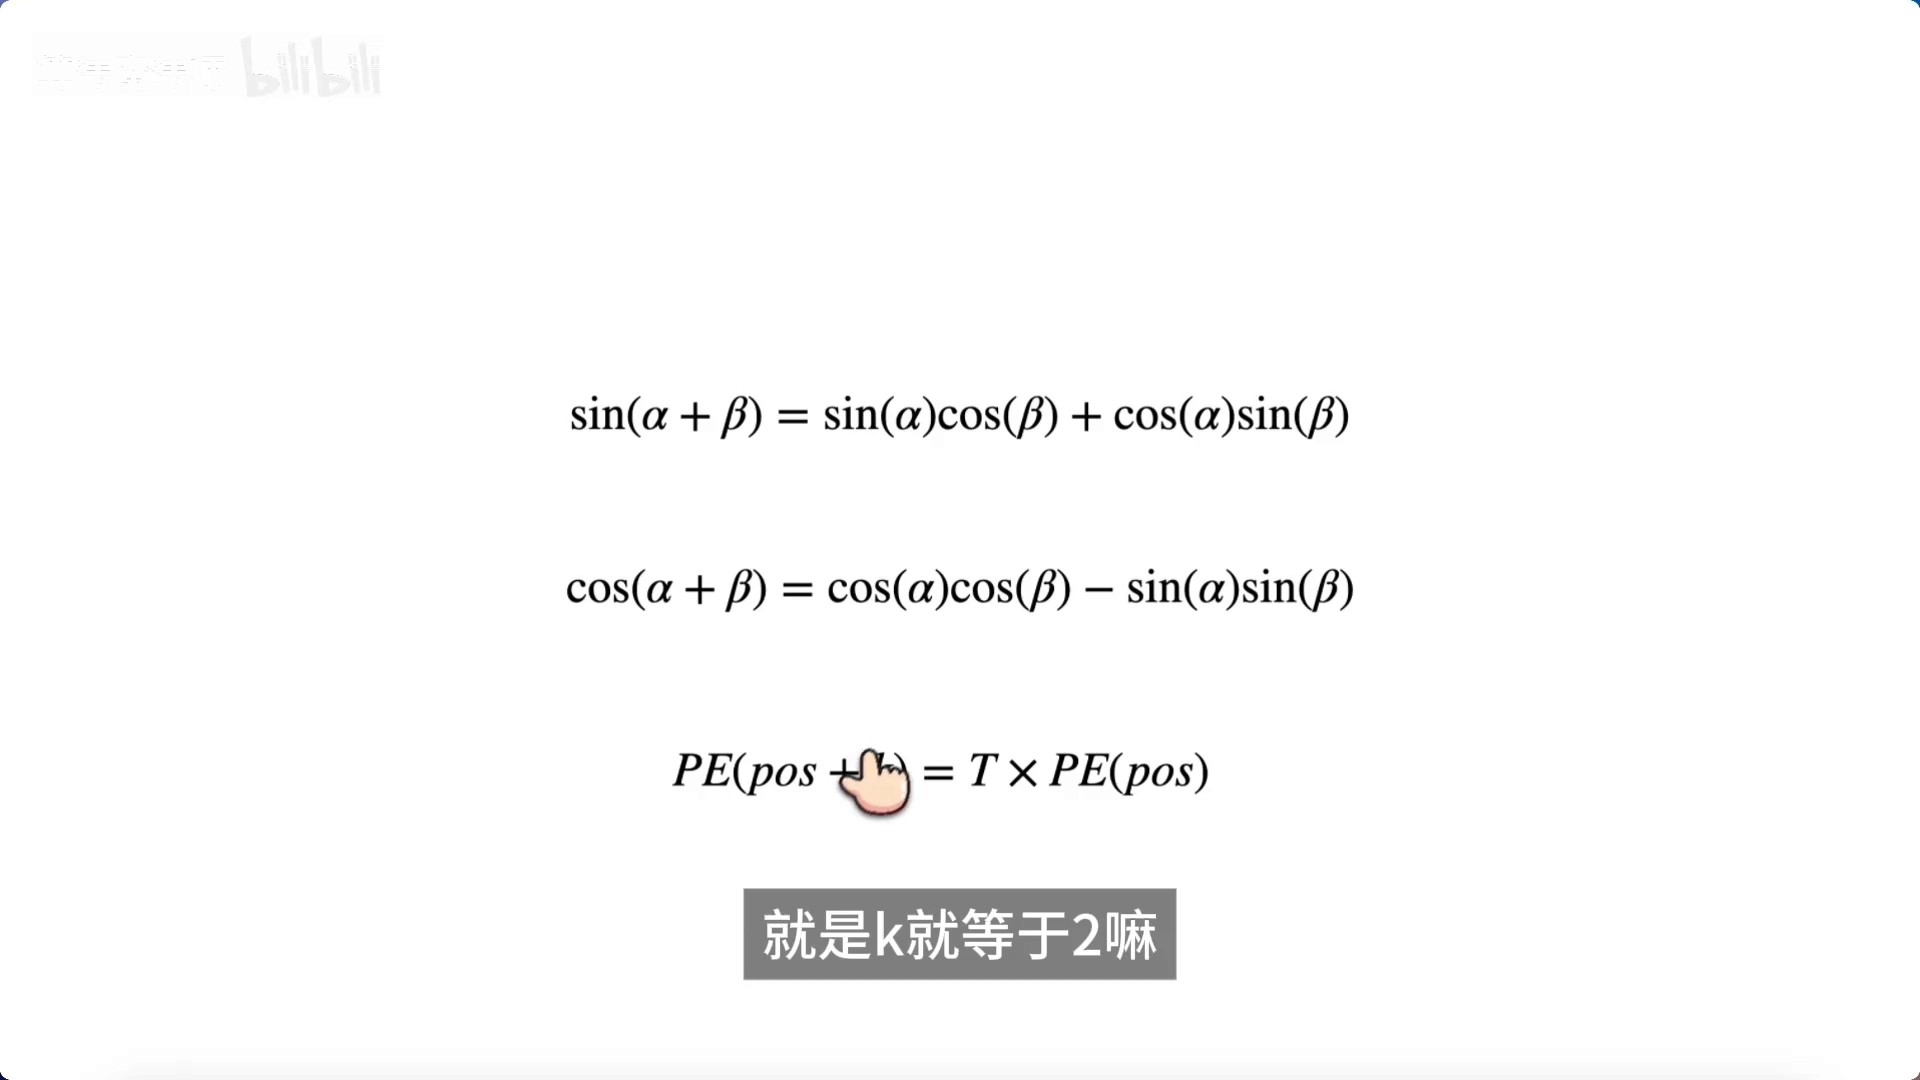 bilibili
sin(α + β) = sin(α)cos(β) + cos(α)sin(β)
cos(α + β) = cos(α)cos(β) − sin(α)sin(β)
PE(pos + ) = T × PE(pos)
就是k就等于2嘛